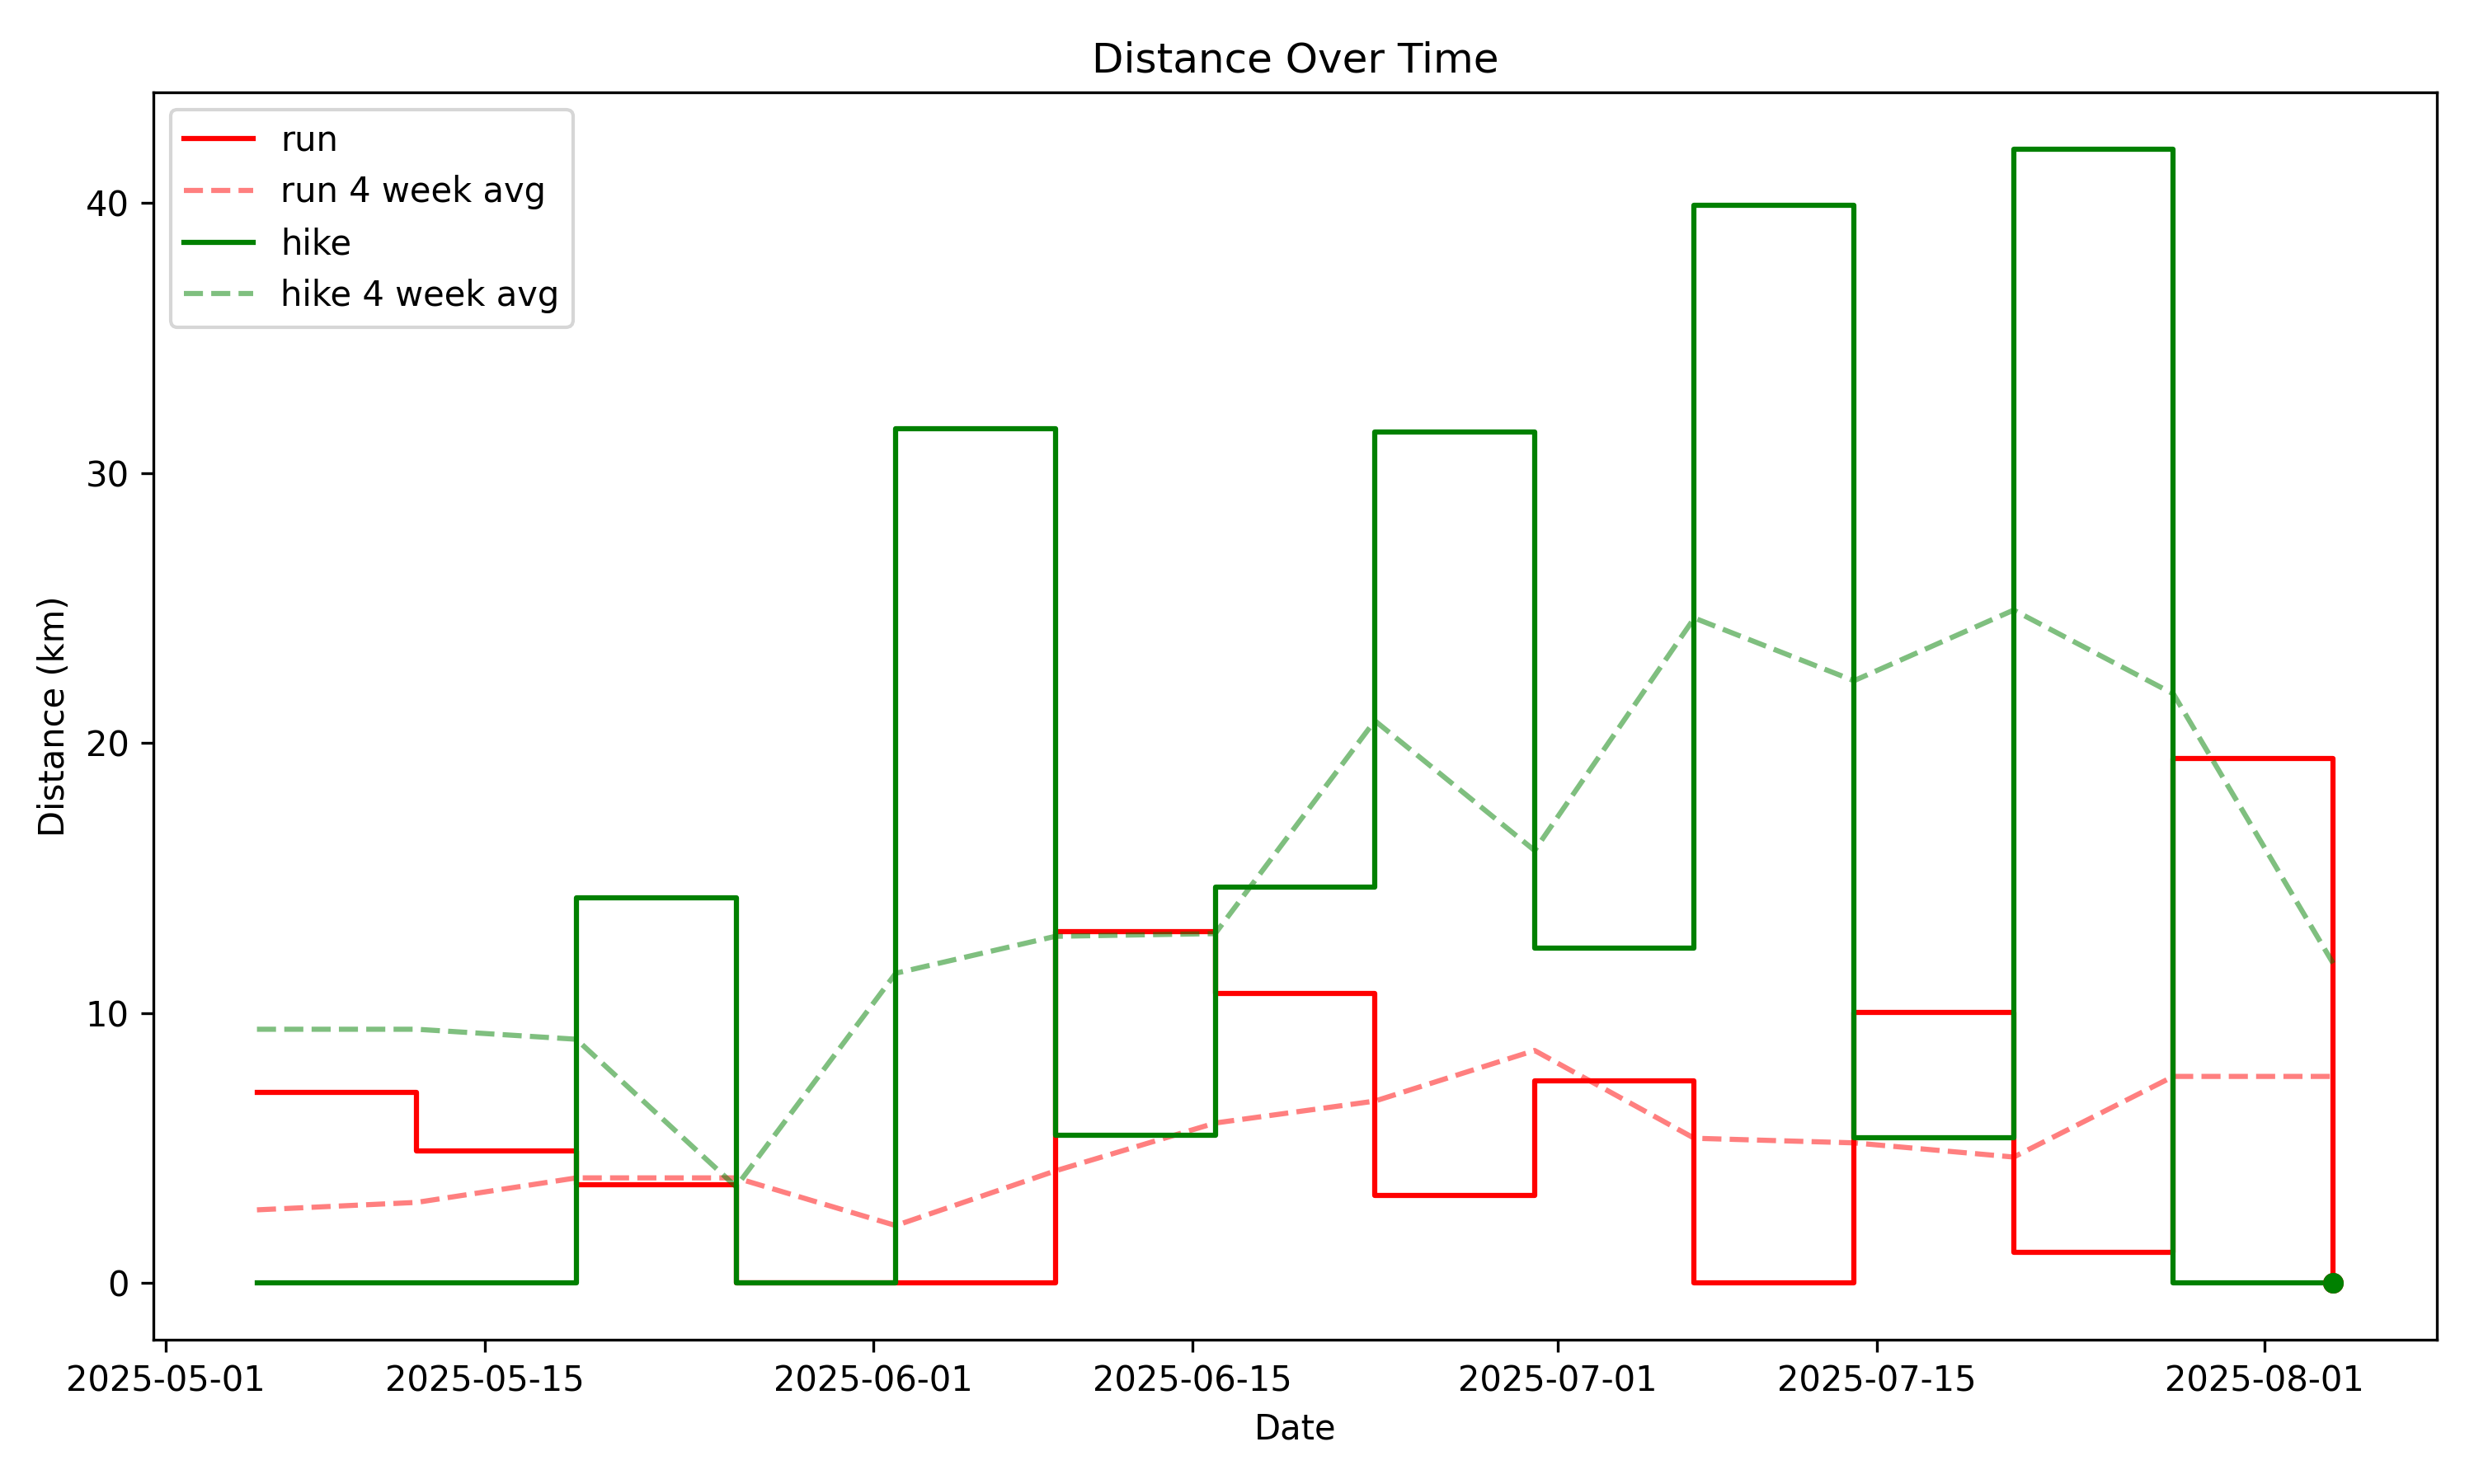 Distance Over Time
run
run 4 week avg
hike
hike 4 week avg
Distance (km)
40
30
20
10
0
2025-05-01 2025-05-15 2025-06-01 2025-06-15 2025-07-01 2025-07-15 2025-08-01
Date